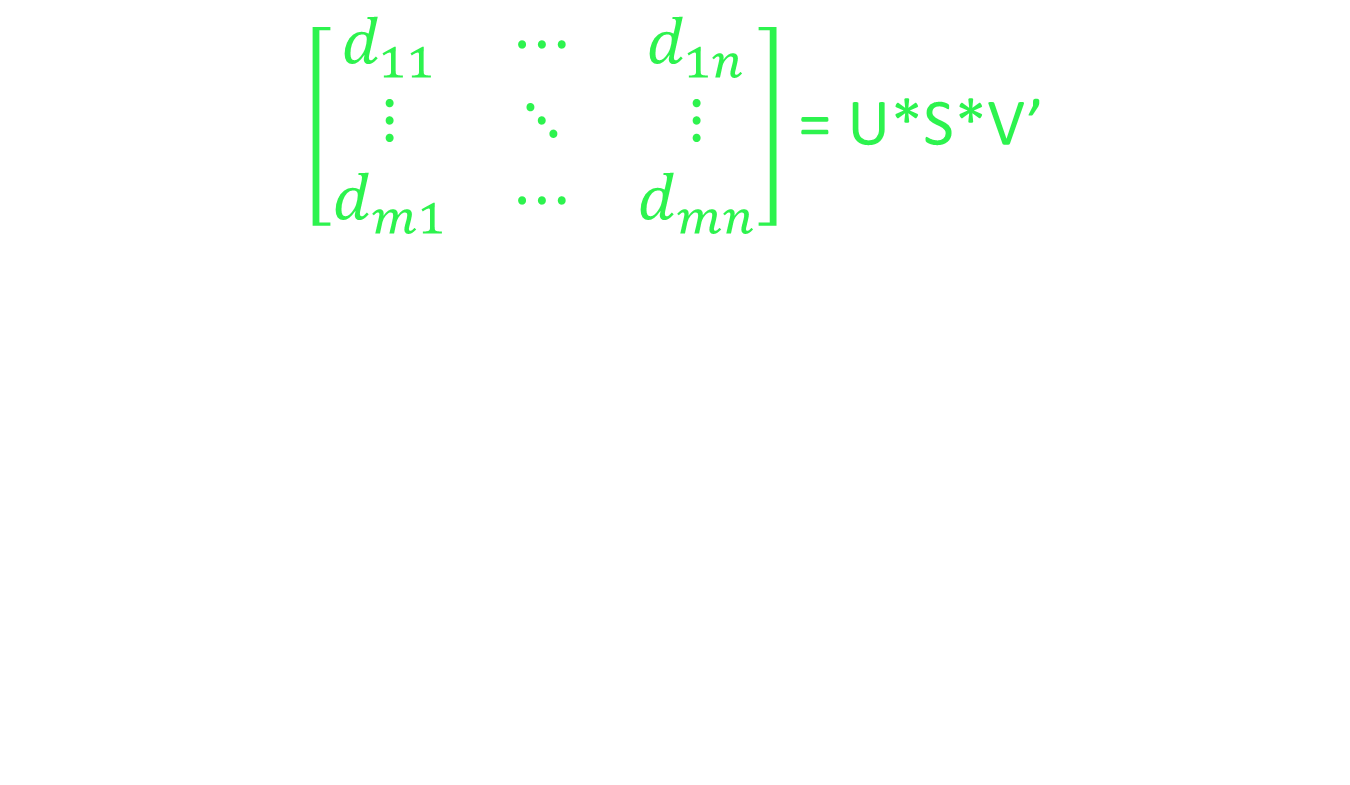 d₁₁ ⋯ d₁ₙ
⋮ ⋱ ⋮ = U*S*V’
dₘ₁ ⋯ dₘₙ